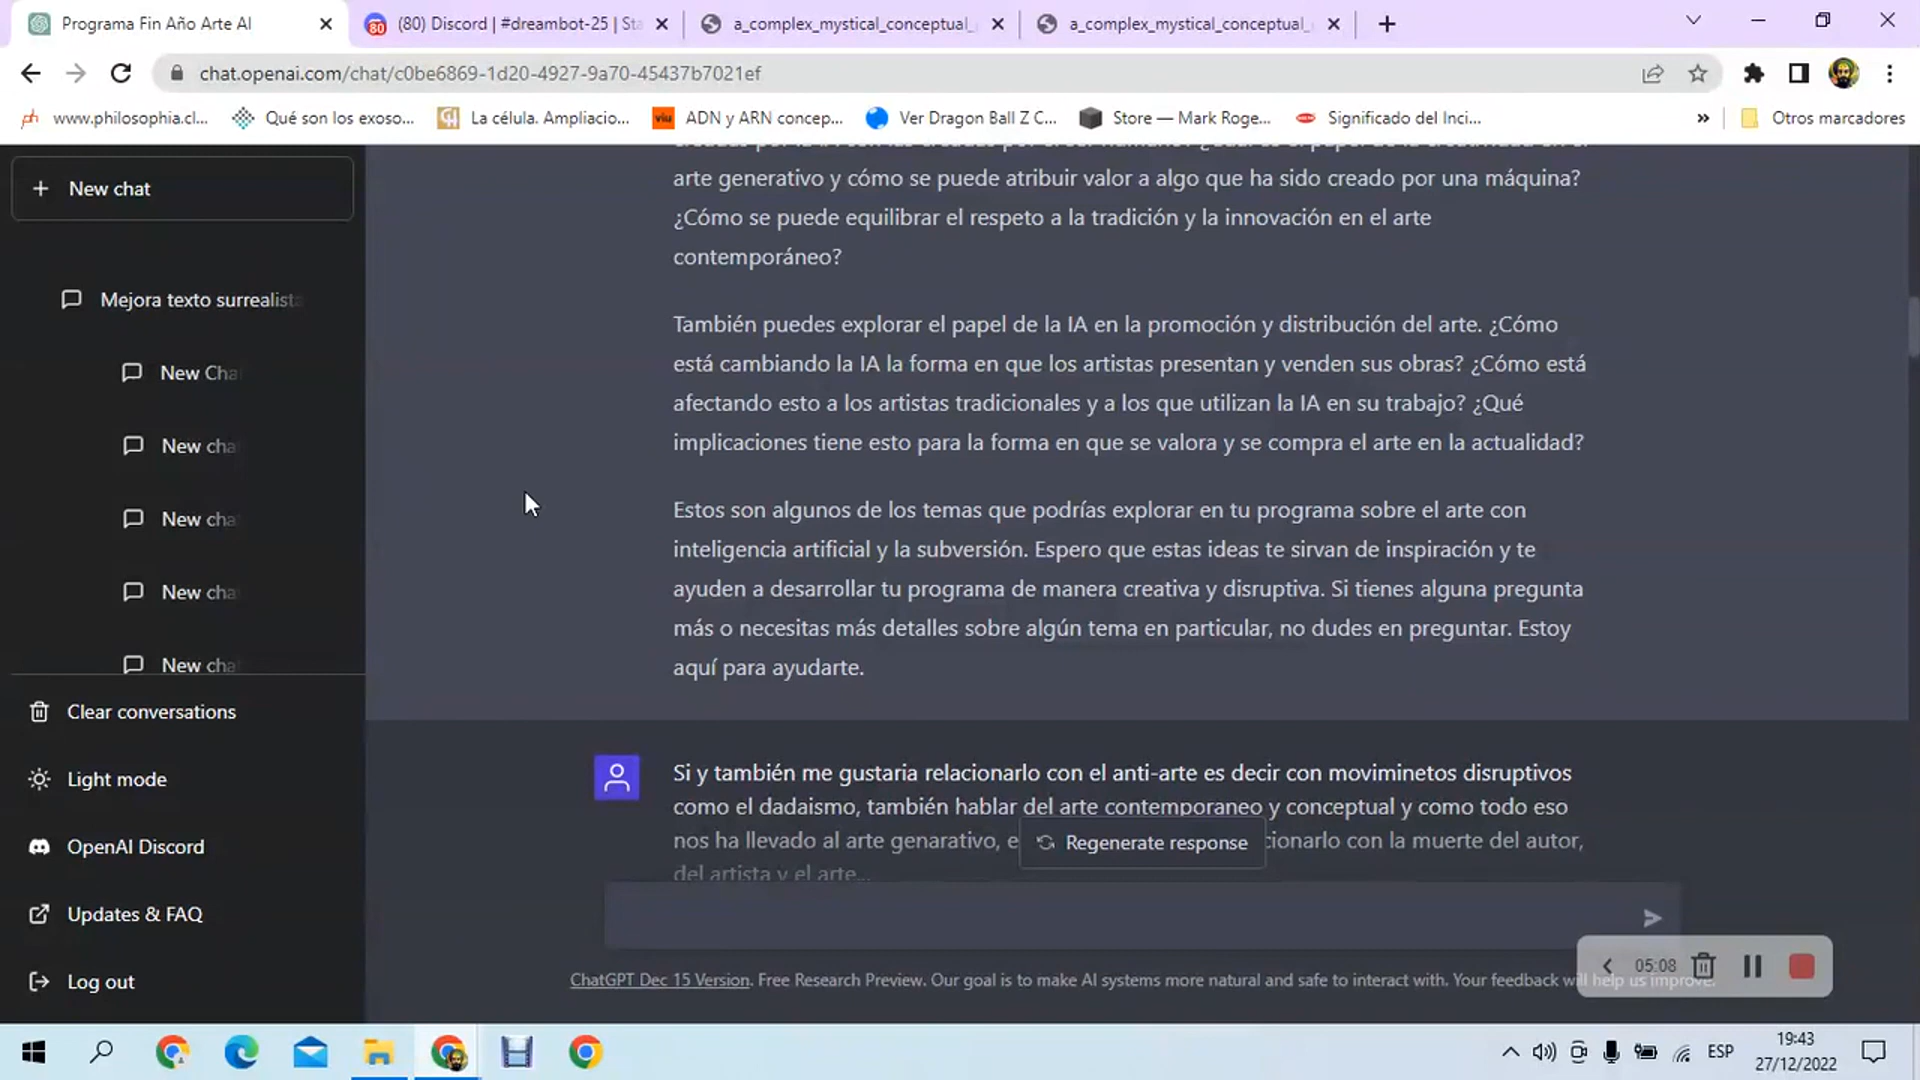 Programa Fin Año Arte AI
(80) Discord | #dreambot-25 | Sta
a_complex_mystical_conceptual_
a_complex_mystical_conceptual_
chat.openai.com/chat/c0be6869-1d20-4927-9a70-45437b7021ef
www.philosophia.cl...
Qué son los exoso...
La célula. Ampliacio...
viu
ADN y ARN concep...
Ver Dragon Ball Z C...
Store — Mark Roge...
Significado del Inci...
»
Otros marcadores
New chat
Mejora texto surrealista
New Cha
New cha
New cha
New cha
New cha
Clear conversations
Light mode
OpenAI Discord
Updates & FAQ
Log out
arte generativo y cómo se puede atribuir valor a algo que ha sido creado por una máquina?
¿Cómo se puede equilibrar el respeto a la tradición y la innovación en el arte
contemporáneo?
También puedes explorar el papel de la IA en la promoción y distribución del arte. ¿Cómo
está cambiando la IA la forma en que los artistas presentan y venden sus obras? ¿Cómo está
afectando esto a los artistas tradicionales y a los que utilizan la IA en su trabajo? ¿Qué
implicaciones tiene esto para la forma en que se valora y se compra el arte en la actualidad?
Estos son algunos de los temas que podrías explorar en tu programa sobre el arte con
inteligencia artificial y la subversión. Espero que estas ideas te sirvan de inspiración y te
ayuden a desarrollar tu programa de manera creativa y disruptiva. Si tienes alguna pregunta
más o necesitas más detalles sobre algún tema en particular, no dudes en preguntar. Estoy
aquí para ayudarte.
Si y también me gustaria relacionarlo con el anti-arte es decir con moviminetos disruptivos
como el dadaismo, también hablar del arte contemporaneo y conceptual y como todo eso
nos ha llevado al arte genarativo, e
Regenerate response
cionarlo con la muerte del autor,
del artista y el arte...
ChatGPT Dec 15 Version. Free Research Preview. Our goal is to make AI systems more natural and safe to interact with. Your feedback will help us improve.
05:08
ESP
19:43
27/12/2022